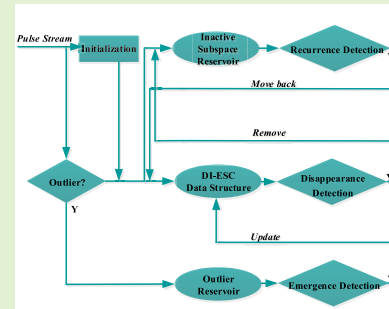 Pulse Stream
Initialization
Inactive
Subspace
Reservoir
Recurrence Detection
Move back
Remove
Outlier?
DI-ESC
Data Structure
Disappearance
Detection
Y
Update
Outlier
Reservoir
Emergence Detection